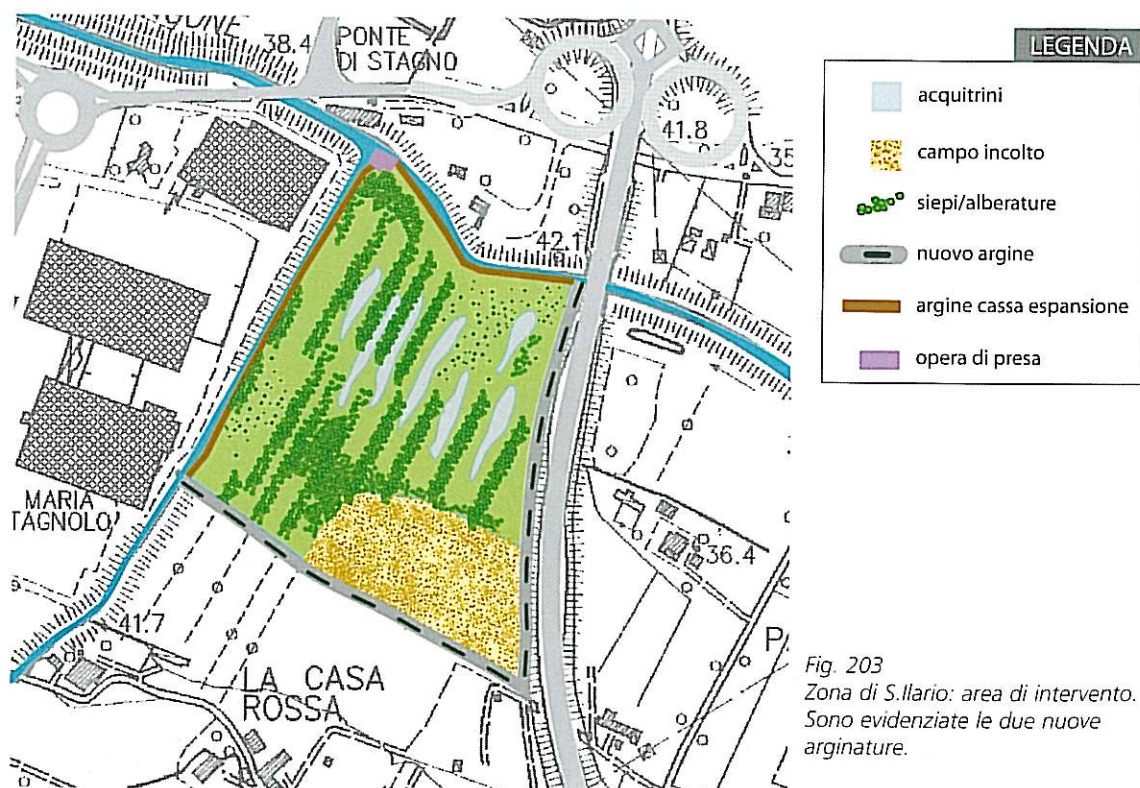 38.4
PONTE
DI STAGNO
41.8
35
42.1
MARIA
TAGNOLO
36.4
41.7
LA CASA
ROSSA
P
LEGENDA
acquitrini
campo incolto
siepi/alberature
nuovo argine
argine cassa espansione
opera di presa
Fig. 203
Zona di S.Ilario: area di intervento.
Sono evidenziate le due nuove
arginature.